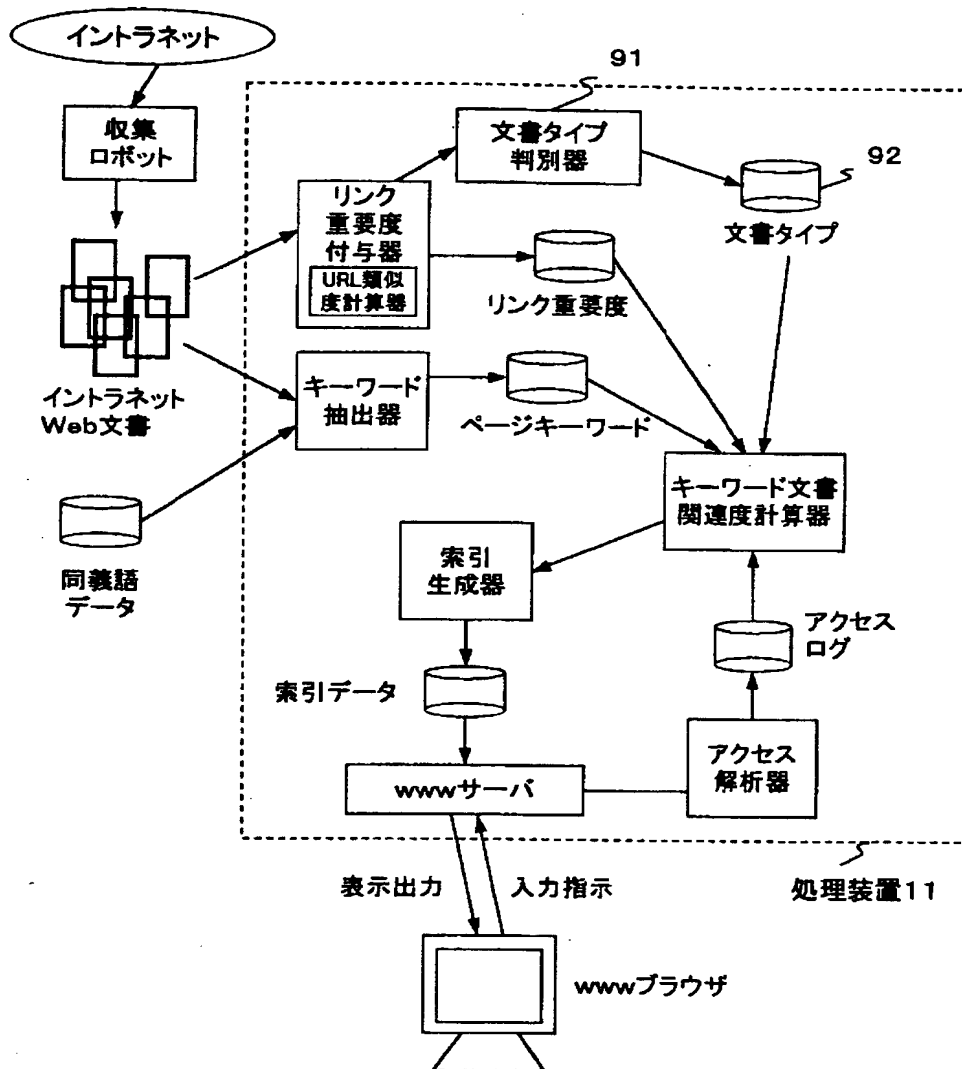 イントラネット
収集
ロボット
91
文書タイプ
判別器
92
文書タイプ
リンク
重要度
付与器
URL類似
度計算器
リンク重要度
イントラネット
Web文書
キーワード
抽出器
ページキーワード
キーワード文書
関連度計算器
同義語
データ
索引
生成器
アクセス
ログ
索引データ
アクセス
解析器
wwwサーバ
処理装置11
表示出力
入力指示
wwwブラウザ